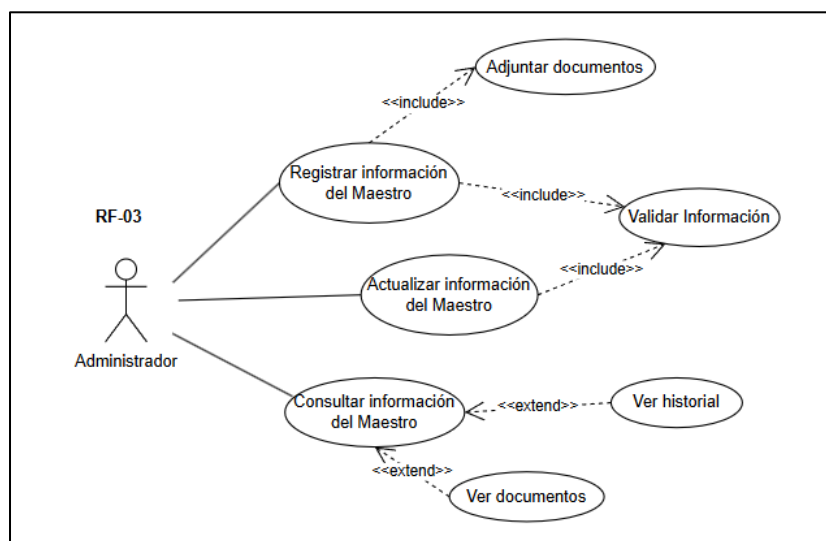 Adjuntar documentos
<<include>>
Registrar información
del Maestro
<<include>>
Validar Información
RF-03
<<include>>
Actualizar información
del Maestro
Administrador
Consultar información
del Maestro
<<extend>>
Ver historial
<<extend>>
Ver documentos